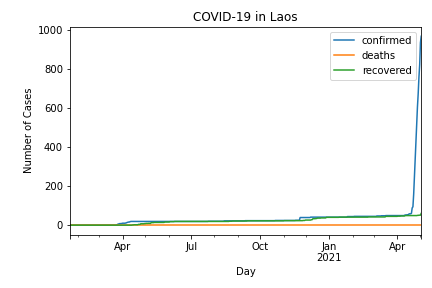 COVID-19 in Laos
1000
800
600
400
200
0
Number of Cases
confirmed
deaths
recovered
Apr
Jul
Oct
Jan
2021
Apr
Day